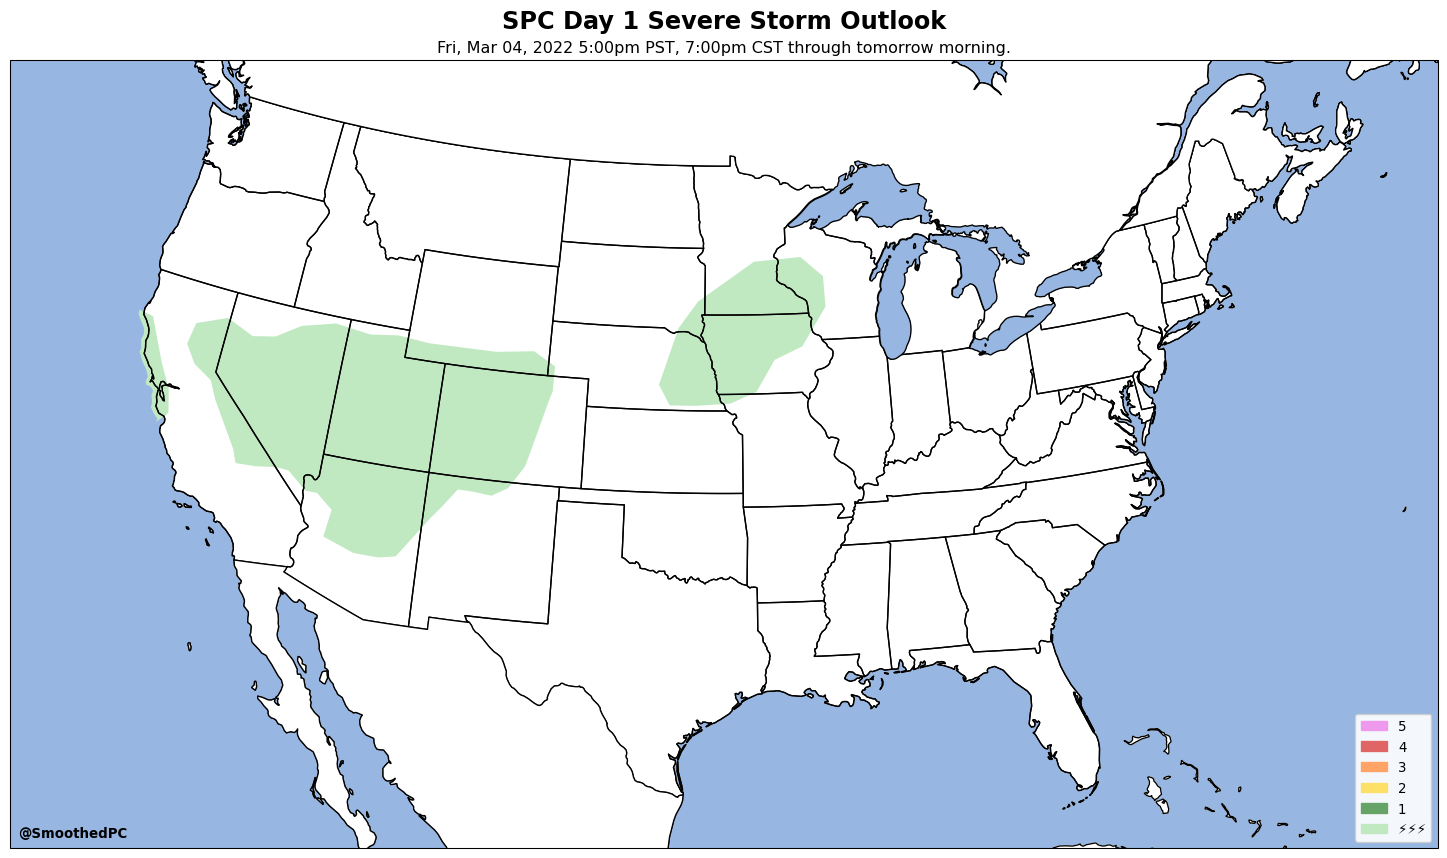 SPC Day 1 Severe Storm Outlook
Fri, Mar 04, 2022 5:00pm PST, 7:00pm CST through tomorrow morning.
5
4
3
2
1
⚡⚡⚡
@SmoothedPC